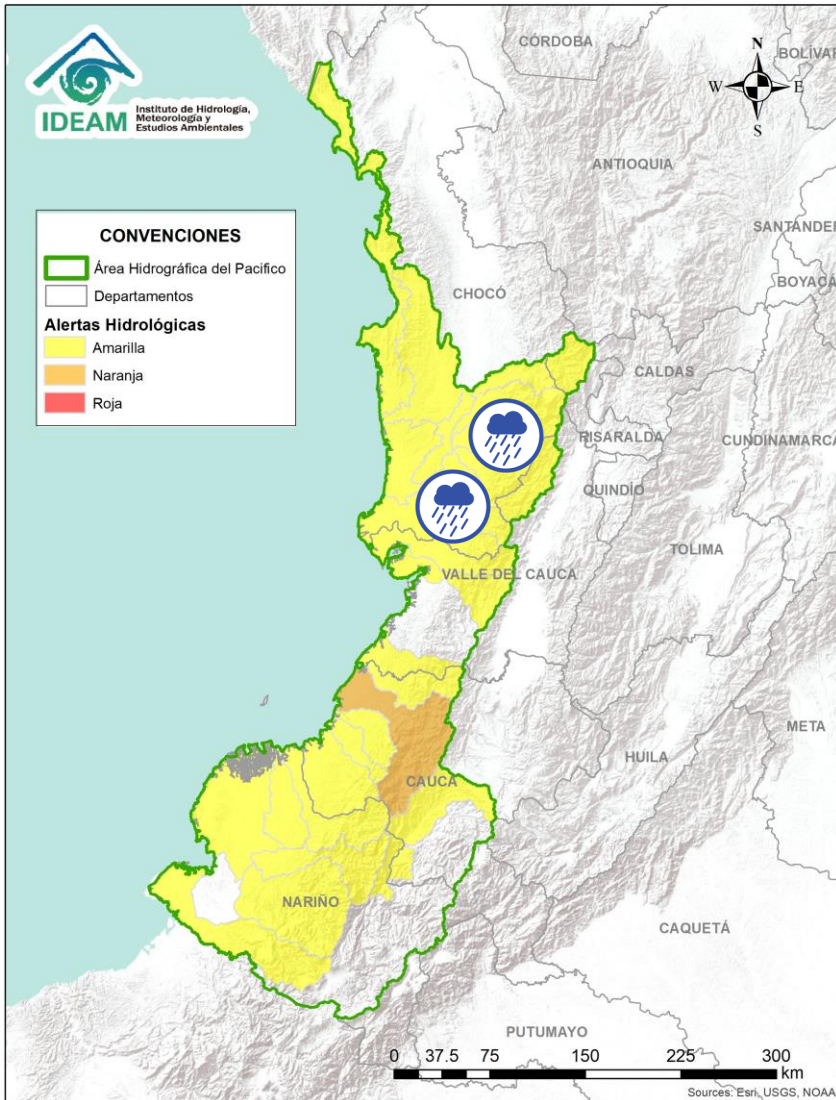 IDEAM
Instituto de Hidrología,
Meteorología y
Estudios Ambientales
CÓRDOBA
BOLÍVAR
N
W
E
S
ANTIOQUIA
CONVENCIONES
Área Hidrográfica del Pacifico
Departamentos
Alertas Hidrológicas
Amarilla
Naranja
Roja
SANTANDER
BOYACÁ
CHOCÓ
CALDAS
RISARALDA
CUNDINAMARCA
QUINDÍO
TOLIMA
VALLE DEL CAUCA
META
HUILA
CAUCA
NARIÑO
CAQUETÁ
PUTUMAYO
0 37.5 75 150 225 300
km
Sources: Esri, USGS, NOAA